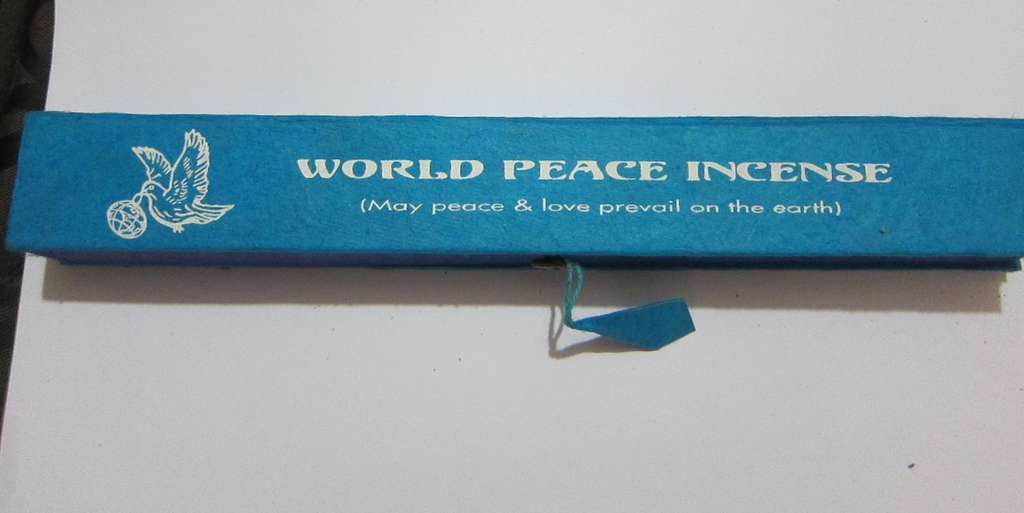 WORLD PEACE INCENSE
(May peace & love prevail on the earth)